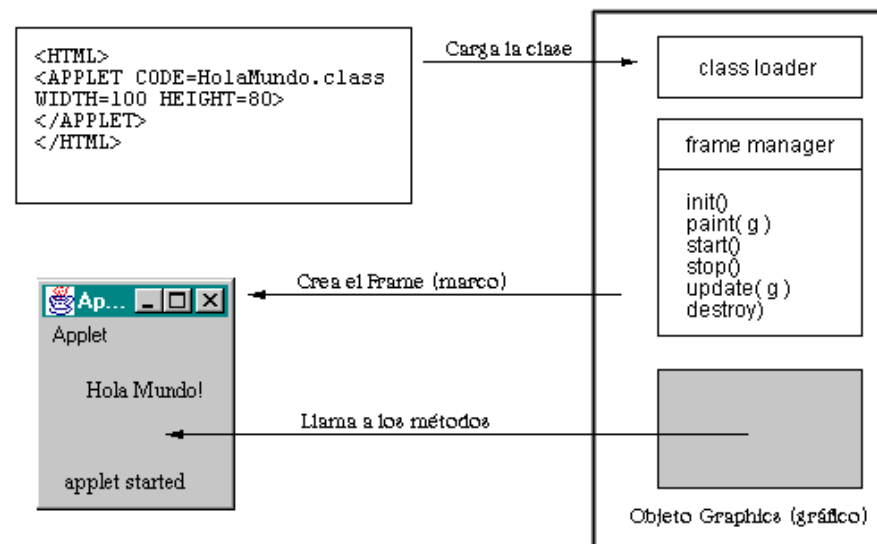 <HTML>
<APPLET CODE=HolaMundo.class
WIDTH=100 HEIGHT=80>
</APPLET>
</HTML>
Carga la clase
class loader
frame manager
init()
paint( g )
start()
stop()
update( g )
destroy)
Crea el Frame (marco)
Ap...
Applet
Hola Mundo!
applet started
Llama a los métodos
Objeto Graphics (gráfico)